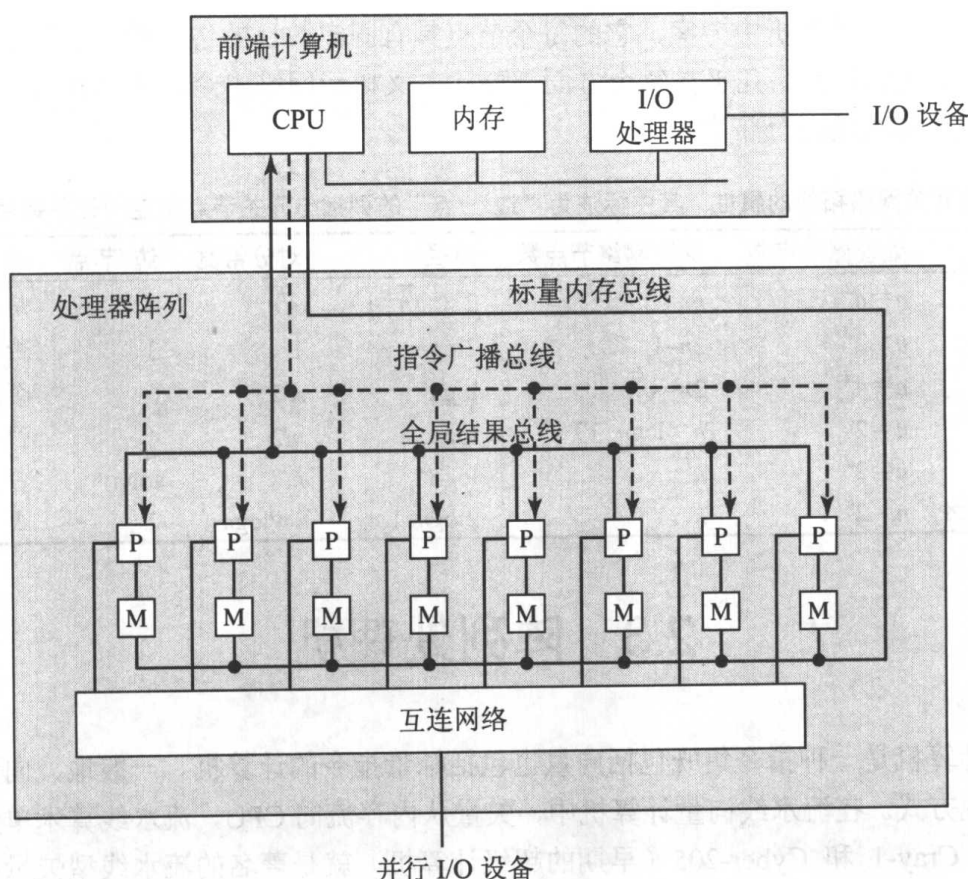 前端计算机
CPU
内存
I/O
处理器
I/O 设备
处理器阵列
标量内存总线
指令广播总线
全局结果总线
P P P P P P P P
M M M M M M M M
互连网络
并行 I/O 设备